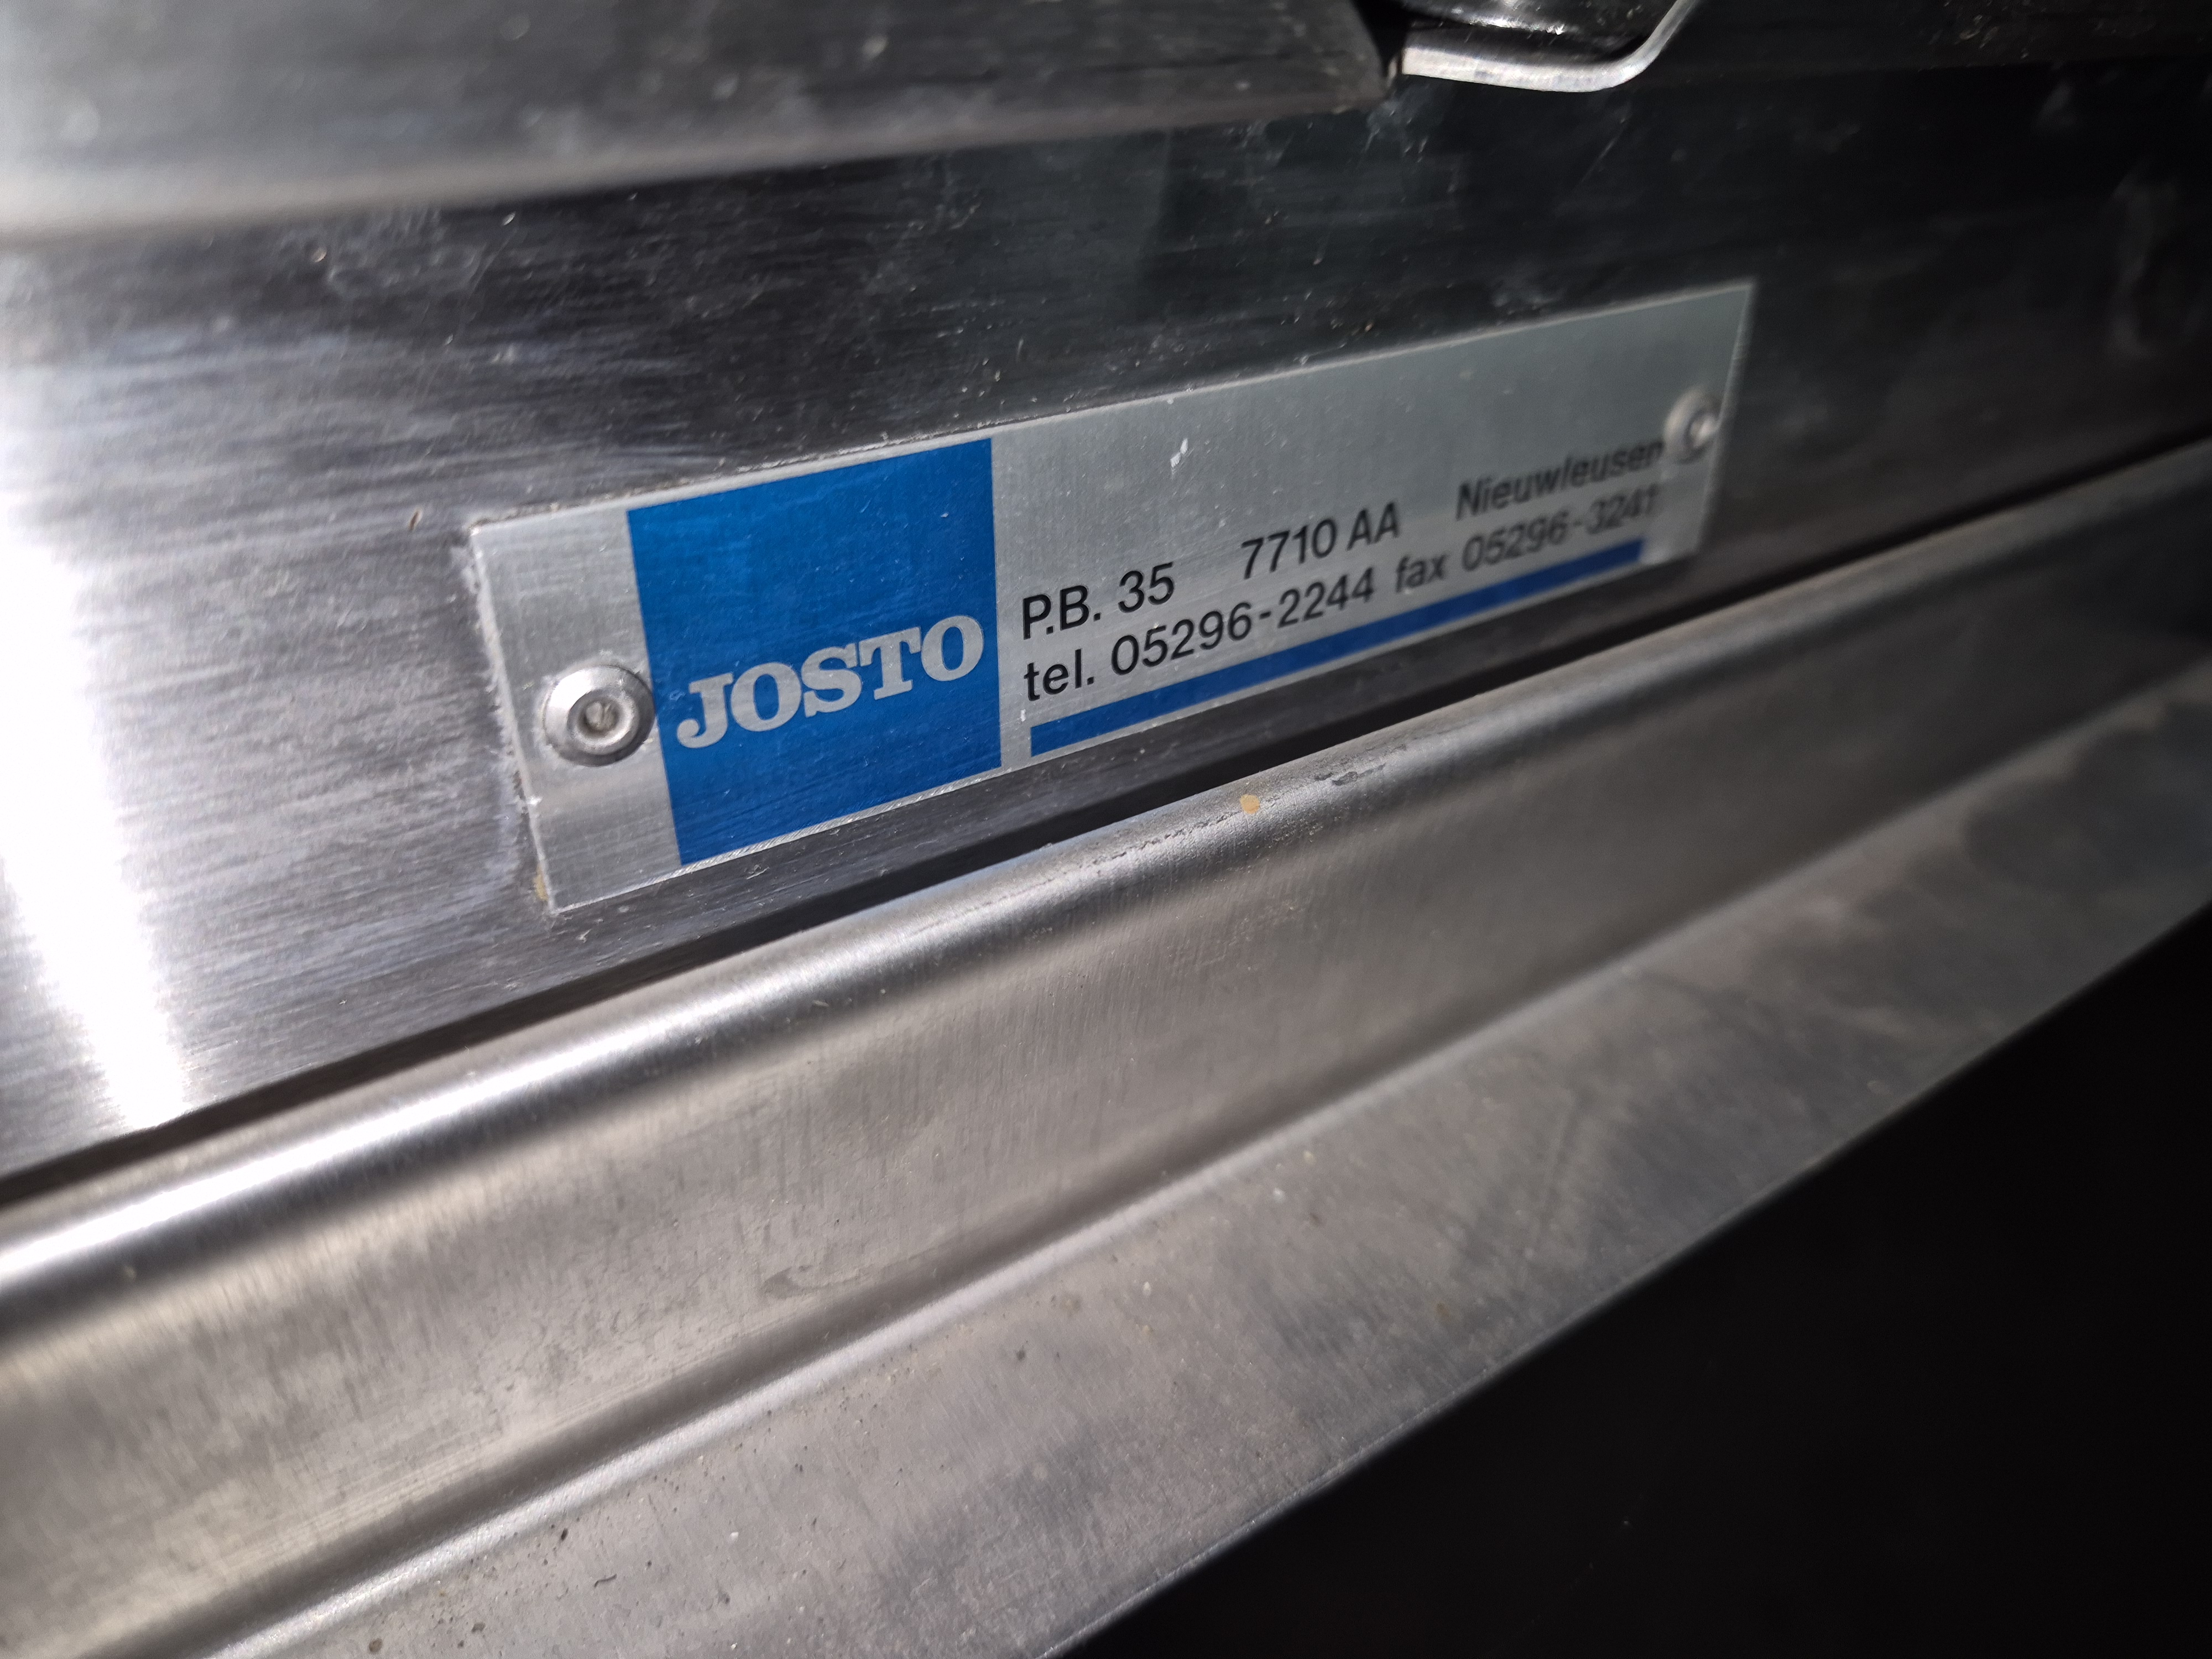 JOSTO
P.B. 35 7710 AA Nieuwleusen
tel. 05296-2244 fax 05296-3241